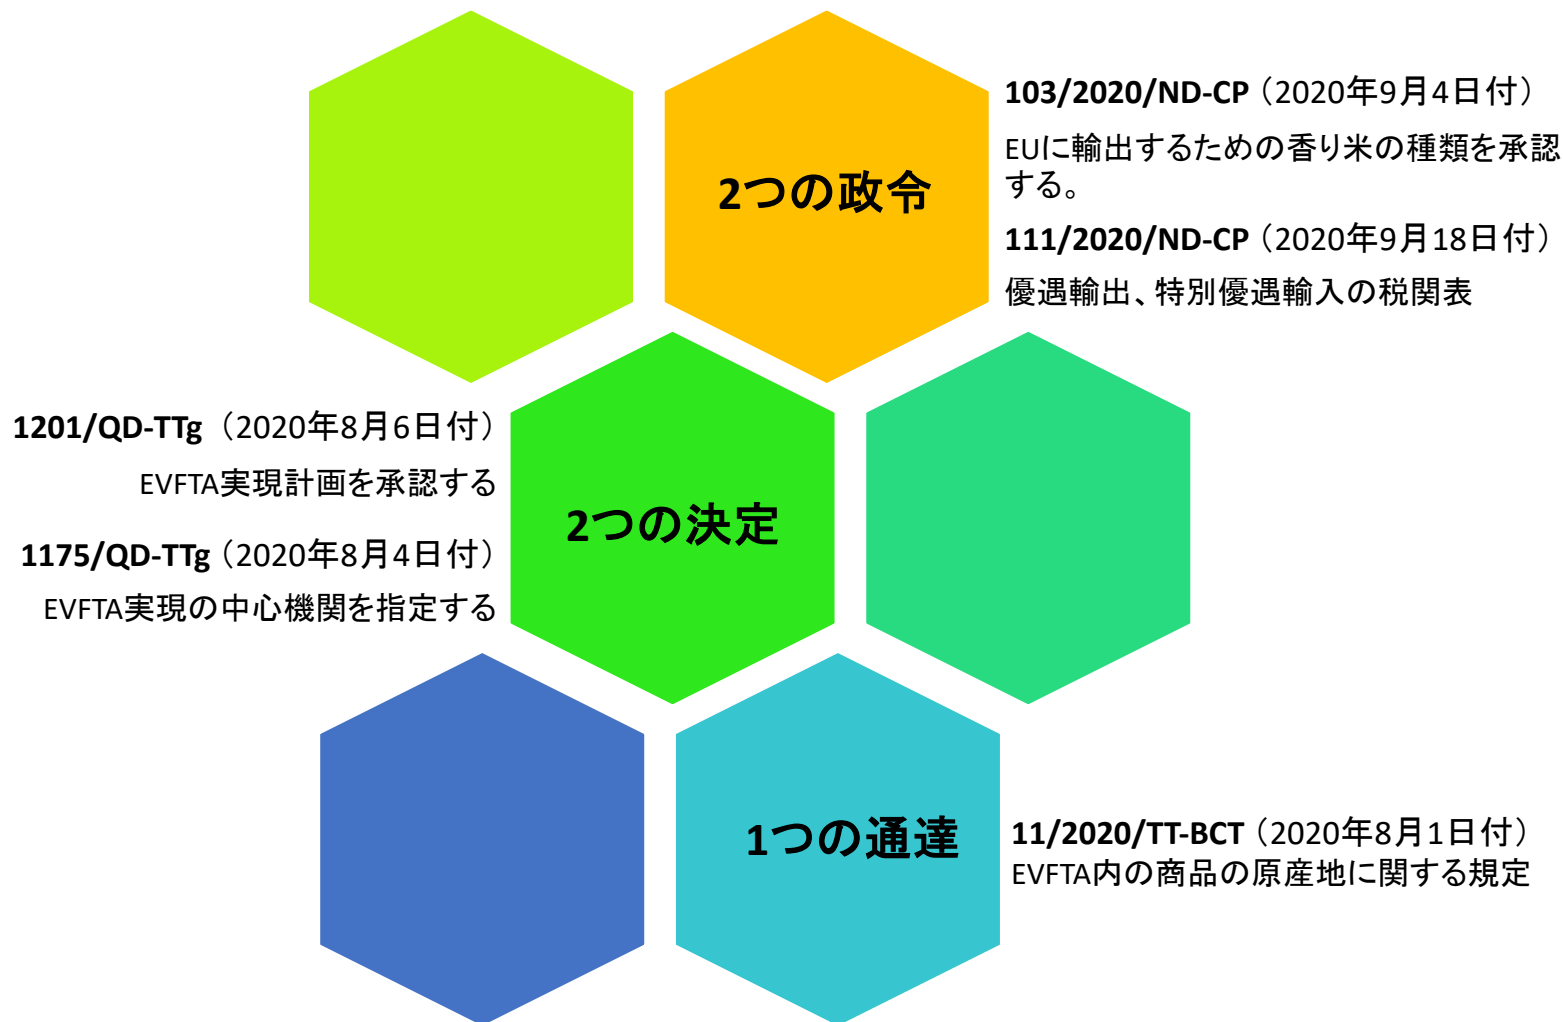 2つの政令
103/2020/ND-CP（2020年9月4日付）
EUに輸出するための香り米の種類を承認
する。
111/2020/ND-CP（2020年9月18日付）
優遇輸出、特別優遇輸入の税関表
1201/QD-TTg（2020年8月6日付）
EVFTA実現計画を承認する
1175/QD-TTg（2020年8月4日付）
EVFTA実現の中心機関を指定する
2つの決定
1つの通達
11/2020/TT-BCT（2020年8月1日付）
EVFTA内の商品の原産地に関する規定